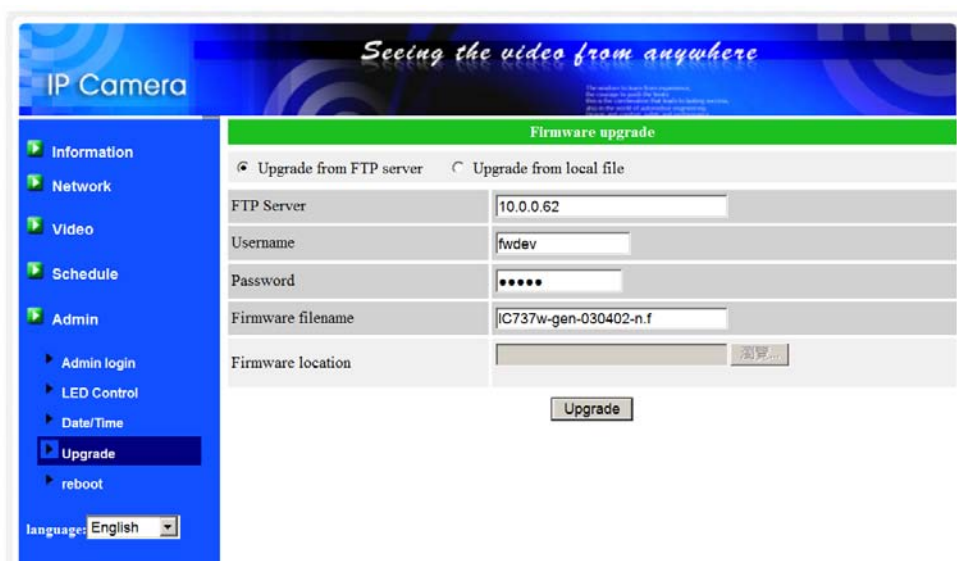 Seeing the video from anywhere
IP Camera
Firmware upgrade
Information
Network
Video
Schedule
Admin
Admin login
LED Control
Date/Time
Upgrade
reboot
language: English
Upgrade from FTP server Upgrade from local file
FTP Server 10.0.0.62
Username fwdev
Password •••••
Firmware filename IC737w-gen-030402-n.f
Firmware location 瀏覽...
Upgrade